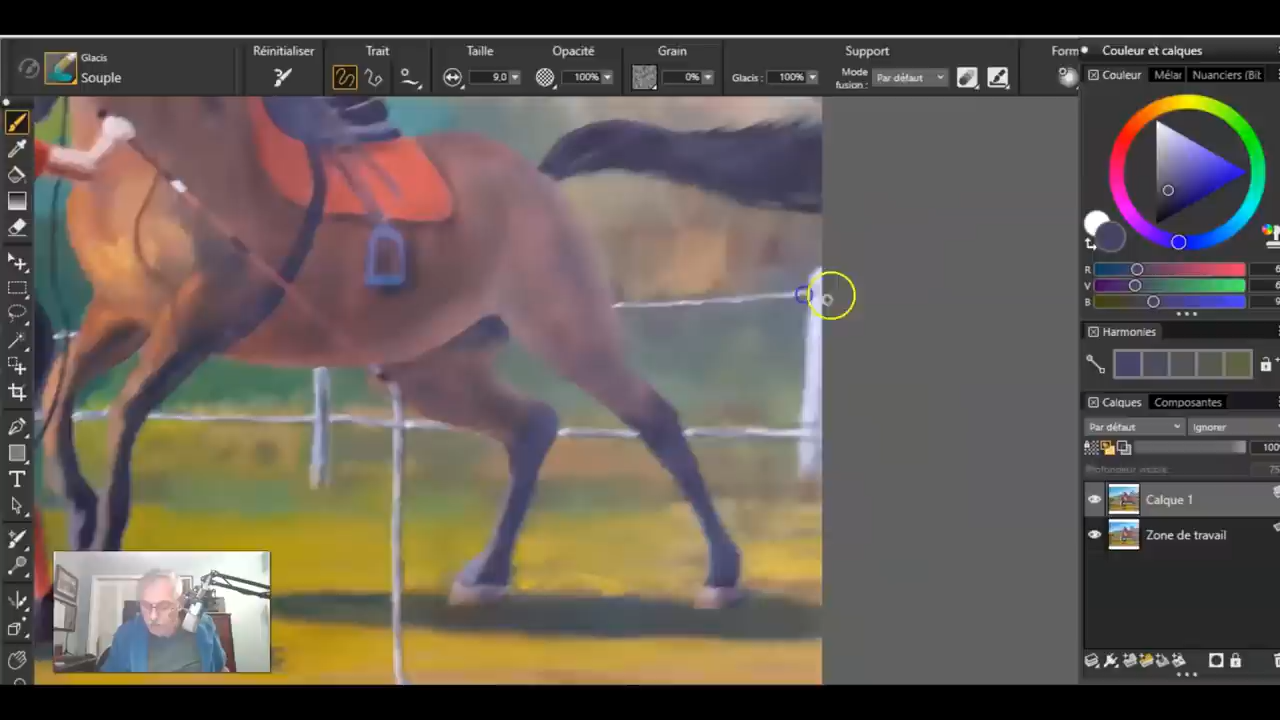 Glacis
Souple
Réinitialiser
Trait
Taille
9,0
Opacité
100%
Grain
0%
Glacis : 100%
Support
Mode
fusion :
Par défaut
Form
Couleur et calques
Couleur
Mélar
Nuanciers (Bit
R
V
B
Harmonies
Calques
Composantes
Par défaut
Ignorer
100
Calque 1
Zone de travail
T